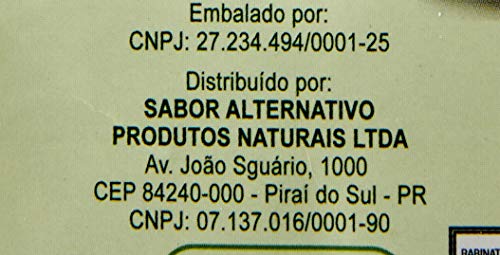 Embalado por:
CNPJ: 27.234.494/0001-25
Distribuído por:
SABOR ALTERNATIVO
PRODUTOS NATURAIS LTDA
Av. João Sguário, 1000
CEP 84240-000 - Piraí do Sul - PR
CNPJ: 07.137.016/0001-90